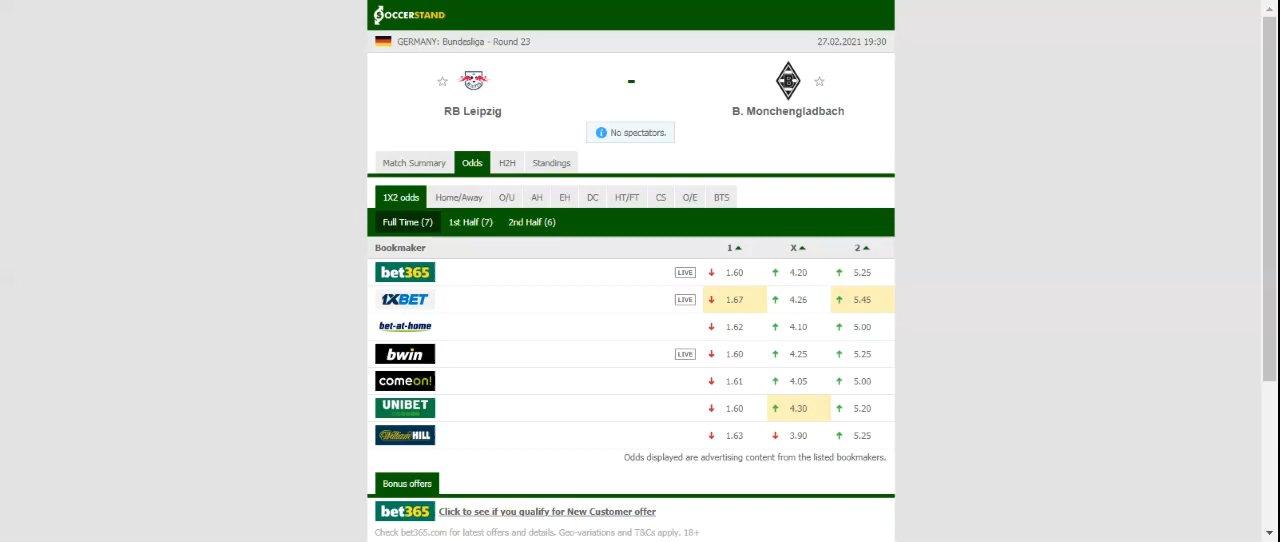 SOCCERSTAND
GERMANY: Bundesliga - Round 23 27.02.2021 19:30
-
RB Leipzig B. Monchengladbach
No spectators.
Match Summary Odds H2H Standings
1X2 odds Home/Away O/U AH EH DC HT/FT CS O/E BTS
Full Time (7) 1st Half (7) 2nd Half (6)
Bookmaker 1 X 2
bet365 LIVE 1.60 4.20 5.25
1XBET LIVE 1.67 4.26 5.45
bet-at-home 1.62 4.10 5.00
bwin LIVE 1.60 4.25 5.25
comeon! 1.61 4.05 5.00
UNIBET 1.60 4.30 5.20
William HILL 1.63 3.90 5.25
Odds displayed are advertising content from the listed bookmakers.
Bonus offers
bet365 Click to see if you qualify for New Customer offer
Check bet365.com for latest offers and details. Geo-variations and T&Cs apply. 18+